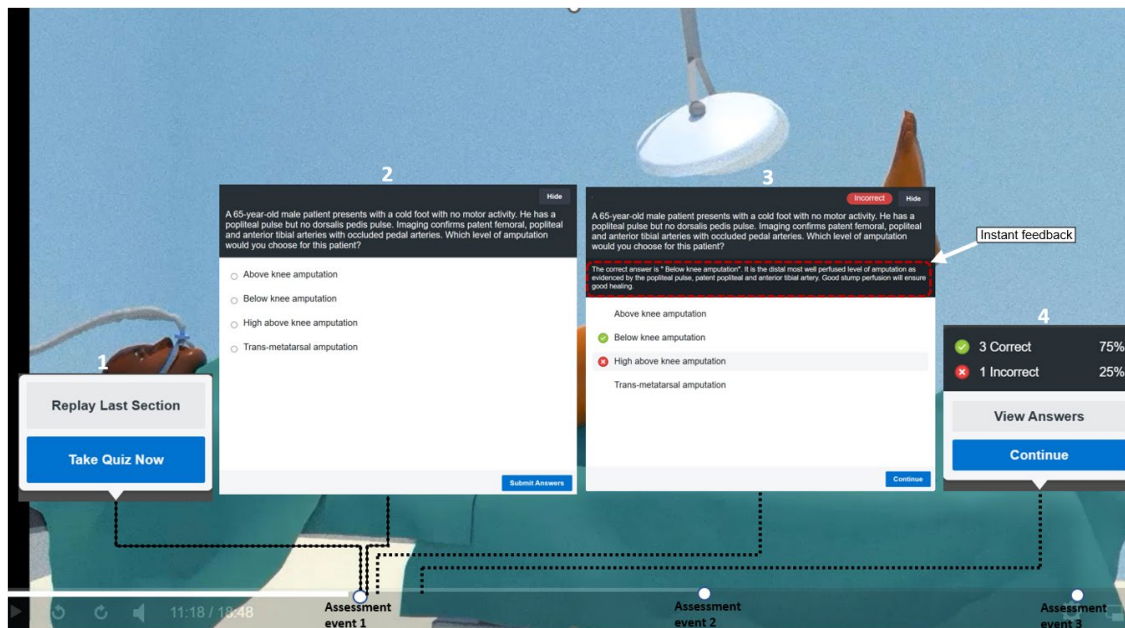 1
Replay Last Section
Take Quiz Now
2
Hide
A 65-year-old male patient presents with a cold foot with no motor activity. He has a
popliteal pulse but no dorsalis pedis pulse. Imaging confirms patent femoral, popliteal
and anterior tibial arteries with occluded pedal arteries. Which level of amputation
would you choose for this patient?
Above knee amputation
Below knee amputation
High above knee amputation
Trans-metatarsal amputation
Submit Answers
3
Incorrect Hide
A 65-year-old male patient presents with a cold foot with no motor activity. He has a
popliteal pulse but no dorsalis pedis pulse. Imaging confirms patent femoral, popliteal
and anterior tibial arteries with occluded pedal arteries. Which level of amputation
would you choose for this patient?
The correct answer is " Below knee amputation". It is the distal most well perfused level of amputation as
evidenced by the popliteal pulse, patent popliteal and anterior tibial artery. Good stump perfusion will ensure
good healing.
Above knee amputation
Below knee amputation
High above knee amputation
Trans-metatarsal amputation
Continue
Instant feedback
4
3 Correct 75%
1 Incorrect 25%
View Answers
Continue
11:18 / 18:48
Assessment
event 1
Assessment
event 2
Assessment
event 3